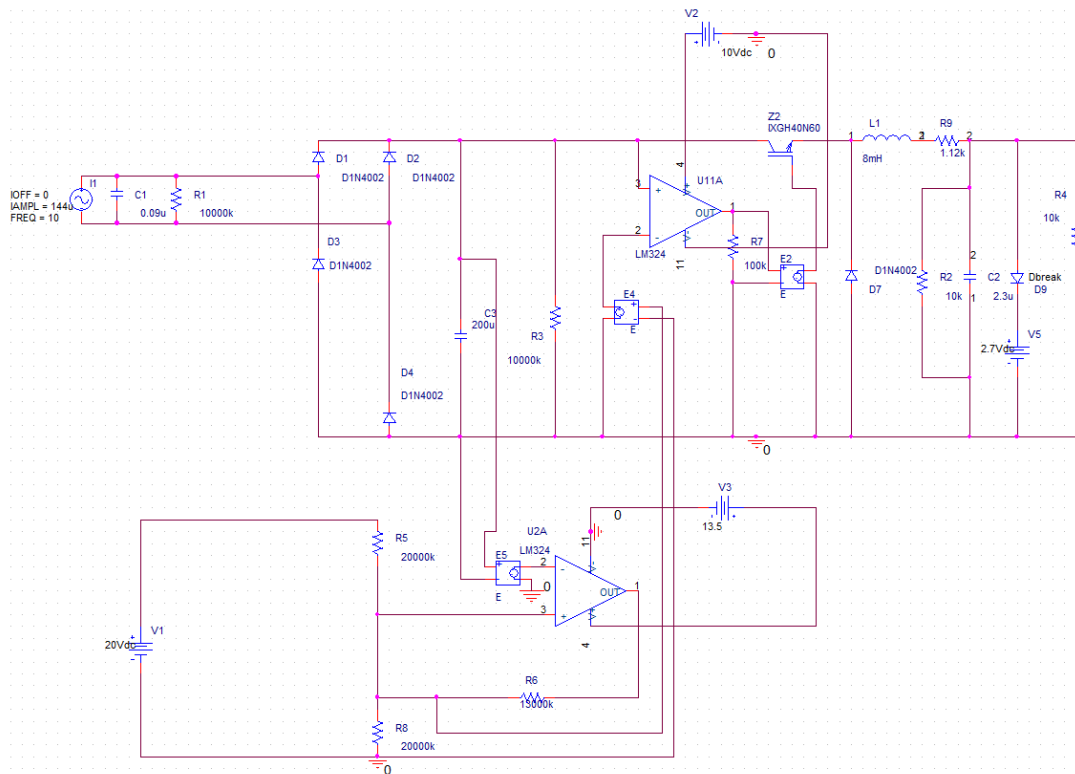 V2
10Vdc
0
Z2
IXGH40N60
L1
R9
1
2
1
2
8mH
1.12k
D1
D2
D1N4002
D1N4002
4
U11A
3
+
V+
OUT
1
2
-
V-
LM324
11
R7
100k
E2
E
R4
10k
I1
IOFF = 0
IAMPL = 144u
FREQ = 10
C1
0.09u
R1
10000k
D3
D1N4002
D1N4002
D7
R2
10k
2
C2
2.3u
1
Dbreak
D9
V5
2.7Vdc
E4
E
C3
200u
R3
10000k
D4
D1N4002
0
V3
13.5
0
U2A
LM324
11
E5
E
2
-
V-
0
OUT
1
3
+
V+
4
R5
20000k
V1
20Vdc
R6
13000k
R8
20000k
0